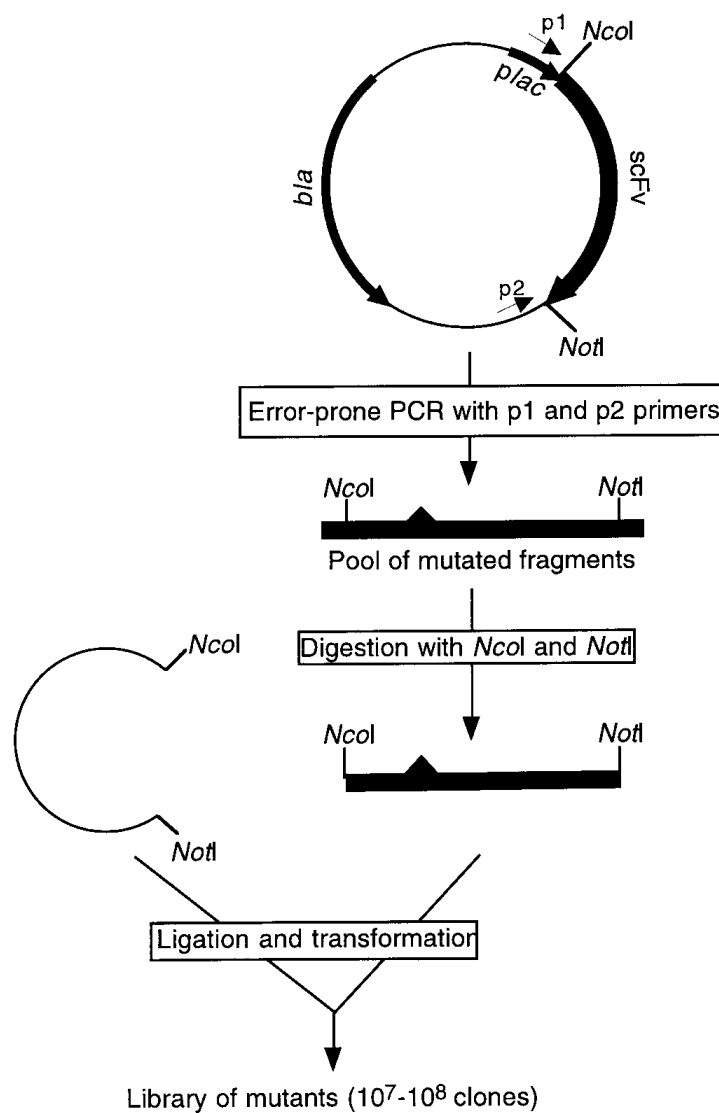 p1
NcoI
plac
scFv
bla
p2
NotI
Error-prone PCR with p1 and p2 primers
NcoI
NotI
Pool of mutated fragments
NcoI
Digestion with NcoI and NotI
NcoI
NotI
NotI
Ligation and transformation
Library of mutants (10⁷-10⁸ clones)